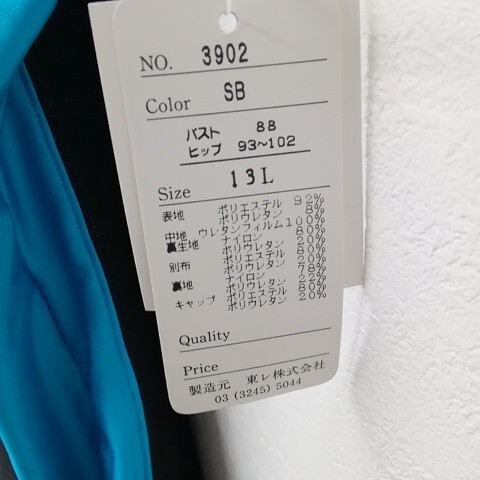 NO. 3902
Color SB
バスト 88
ヒップ 93~102
Size 13L
表地 ポリエステル 92%
ポリウレタン 8%
中地 ウレタンフィルム100%
裏生地 ナイロン 80%
ポリウレタン 20%
別布 ポリエステル 80%
ポリウレタン 20%
裏地 ナイロン 78%
ポリウレタン 22%
キャップ ポリエステル 80%
ポリウレタン 20%
Quality
Price
製造元 東レ株式会社
03 (3245) 5044